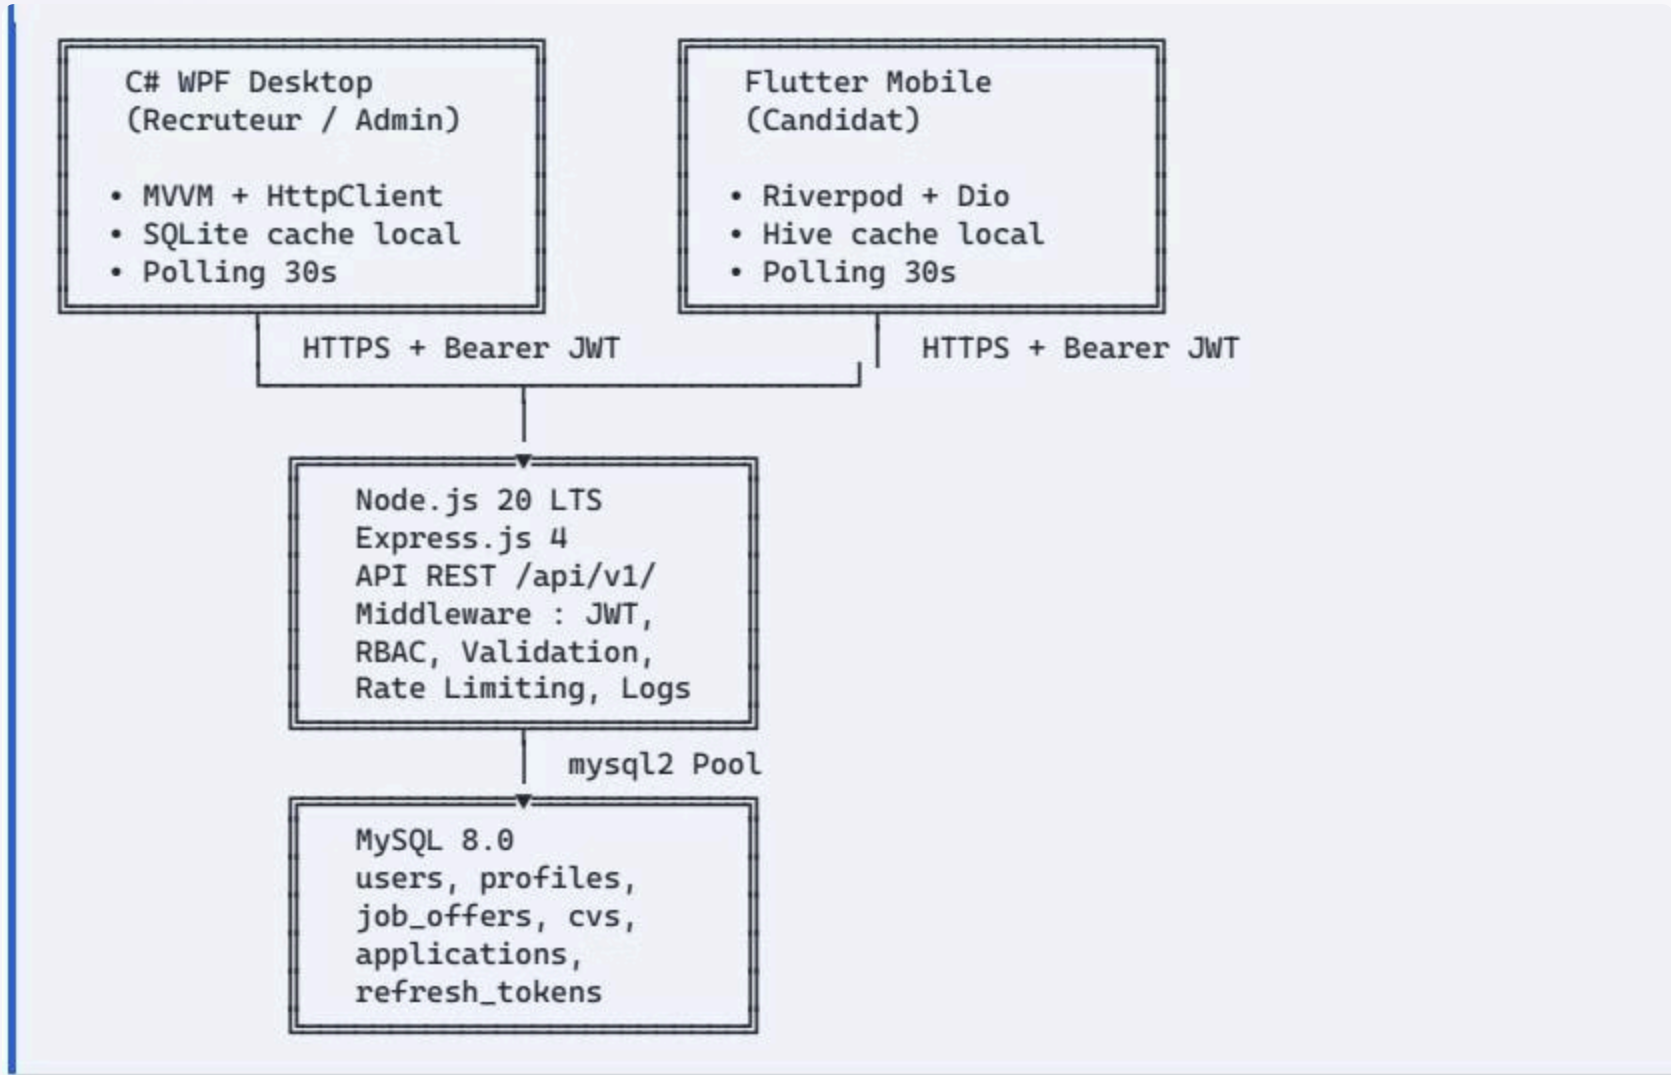 C# WPF Desktop
(Recruteur / Admin)
• MVVM + HttpClient
• SQLite cache local
• Polling 30s
Flutter Mobile
(Candidat)
• Riverpod + Dio
• Hive cache local
• Polling 30s
HTTPS + Bearer JWT
HTTPS + Bearer JWT
Node.js 20 LTS
Express.js 4
API REST /api/v1/
Middleware : JWT,
RBAC, Validation,
Rate Limiting, Logs
mysql2 Pool
MySQL 8.0
users, profiles,
job_offers, cvs,
applications,
refresh_tokens